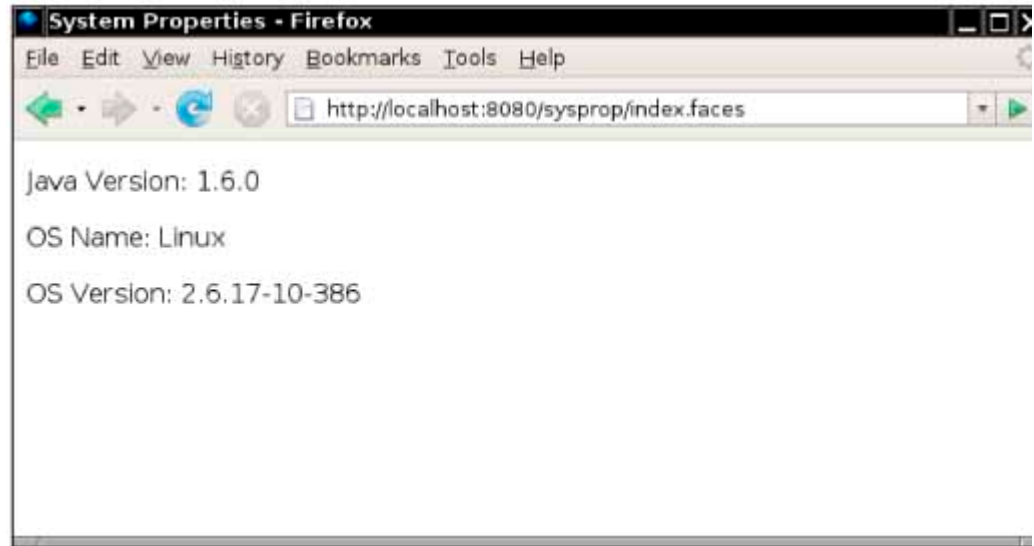 System Properties - Firefox
File Edit View History Bookmarks Tools Help
http://localhost:8080/sysprop/index.faces
Java Version: 1.6.0
OS Name: Linux
OS Version: 2.6.17-10-386